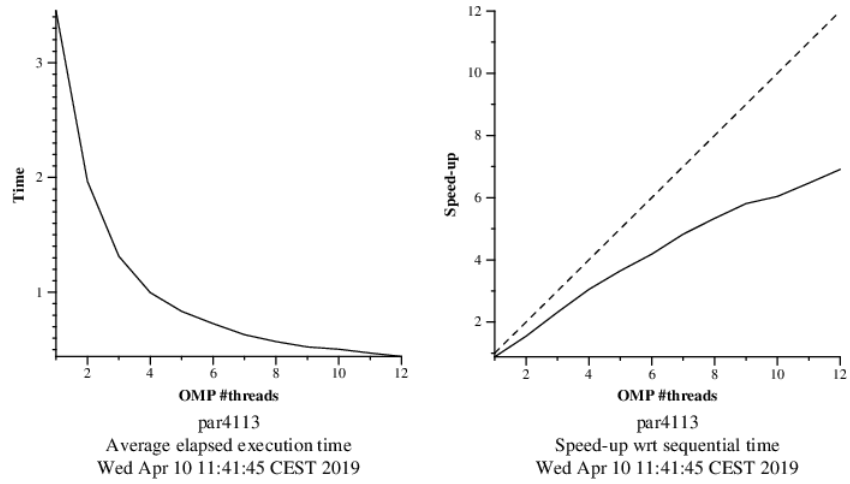 3
2
1
Time
2
4
6
8
10
12
OMP #threads
par4113
Average elapsed execution time
Wed Apr 10 11:41:45 CEST 2019
12
10
8
6
4
2
Speed-up
2
4
6
8
10
12
OMP #threads
par4113
Speed-up wrt sequential time
Wed Apr 10 11:41:45 CEST 2019